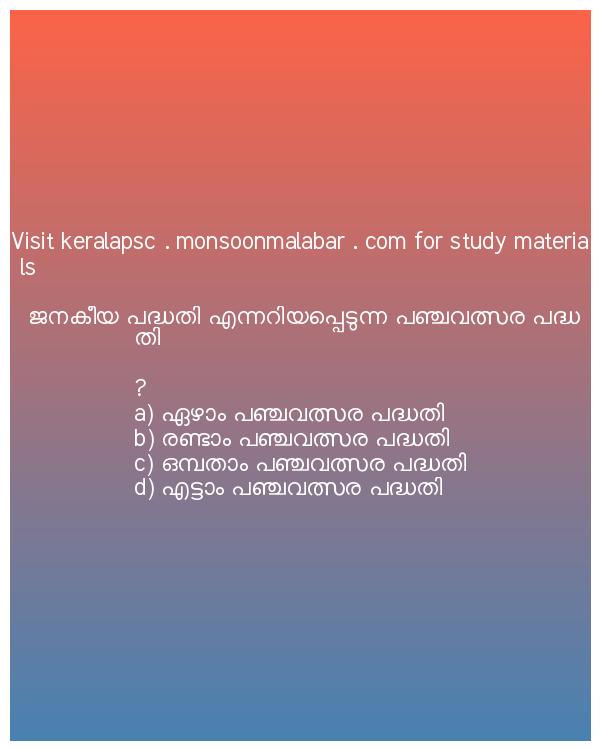 Visit keralapsc . monsoonmalabar . com for study materia
ls
ജനകീയ പദ്ധതി എന്നറിയപ്പെടുന്ന പഞ്ചവത്സര പദ്ധ
തി
?
a) ഏഴാം പഞ്ചവത്സര പദ്ധതി
b) രണ്ടാം പഞ്ചവത്സര പദ്ധതി
c) ഒമ്പതാം പഞ്ചവത്സര പദ്ധതി
d) എട്ടാം പഞ്ചവത്സര പദ്ധതി